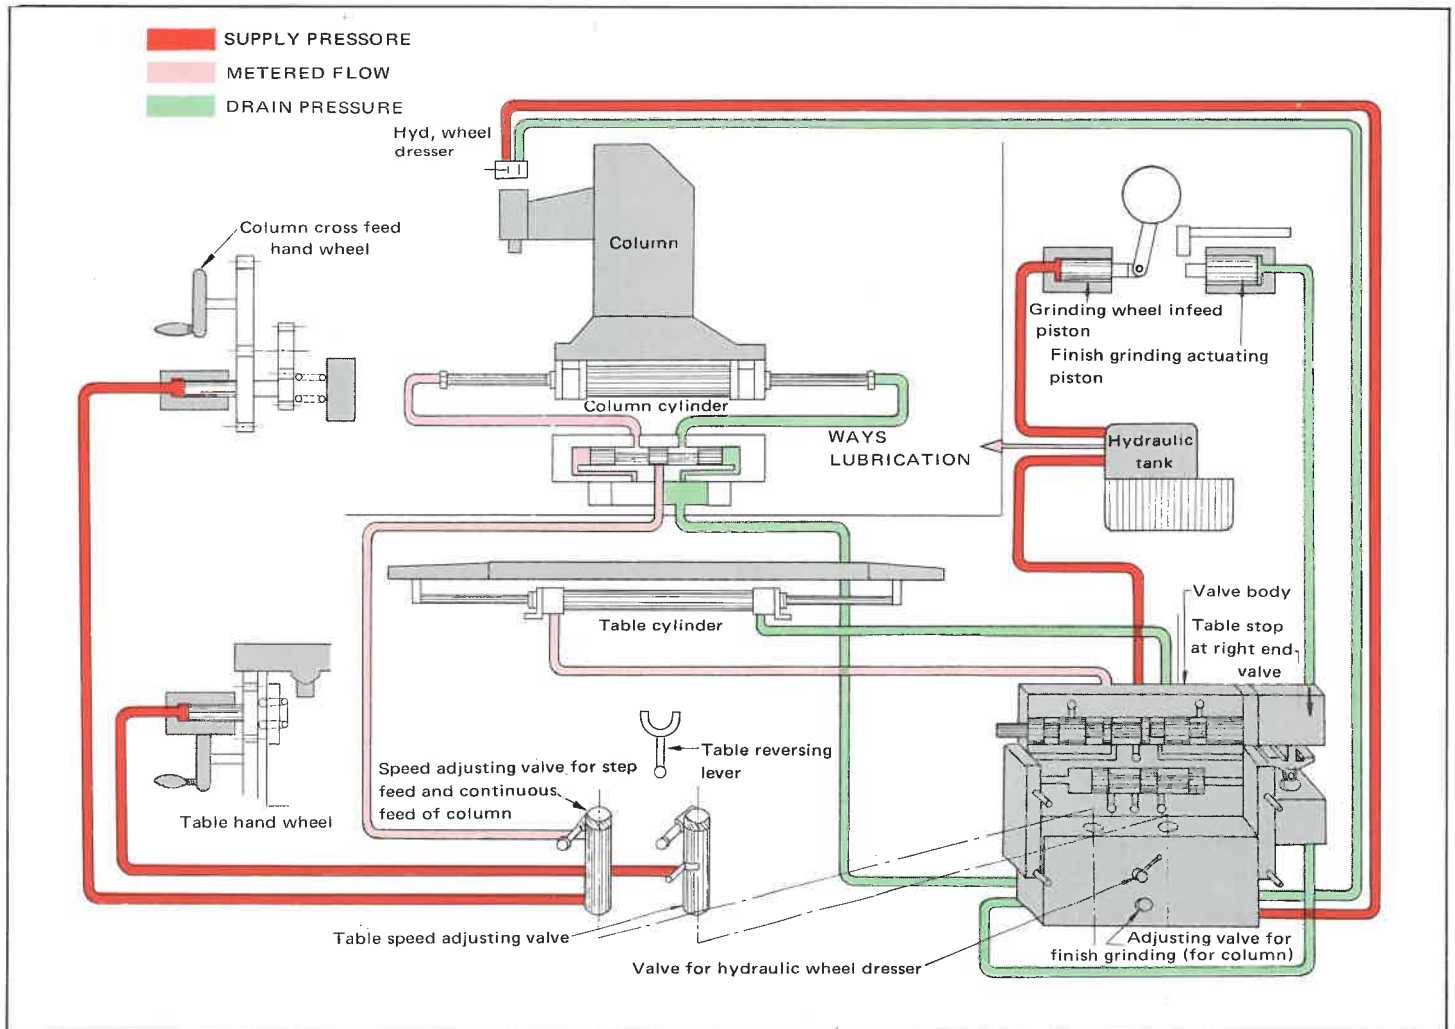 SUPPLY PRESSORE
METERED FLOW
DRAIN PRESSURE
Hyd, wheel
dresser
Column cross feed
hand wheel
Column
Grinding wheel infeed
piston
Finish grinding actuating
piston
Column cylinder
WAYS
LUBRICATION
Hydraulic
tank
Valve body
Table stop
at right end
valve
Table cylinder
Table reversing
lever
Speed adjusting valve for step
feed and continuous
feed of column
Table hand wheel
Table speed adjusting valve
Valve for hydraulic wheel dresser
Adjusting valve for
finish grinding (for column)